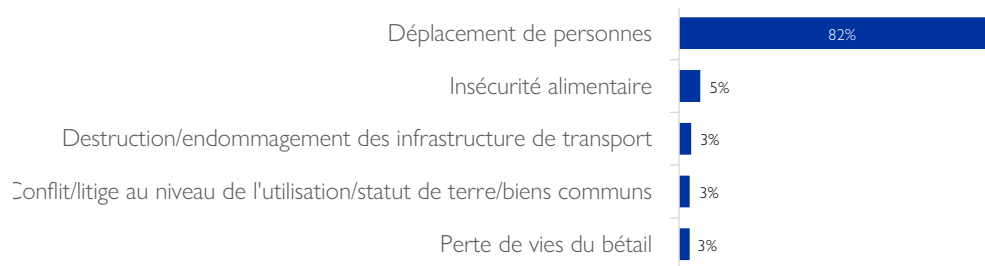 Déplacement de personnes 82%
Insécurité alimentaire 5%
Destruction/endommagement des infrastructure de transport 3%
Conflit/litige au niveau de l'utilisation/statut de terre/biens communs 3%
Perte de vies du bétail 3%